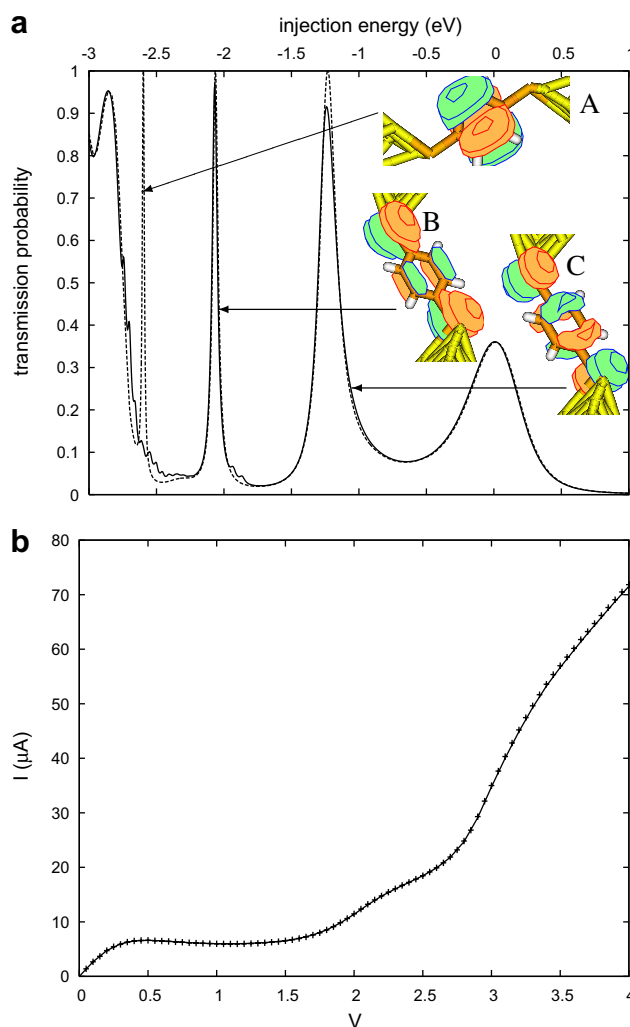 a
injection energy (eV)
-3 -2.5 -2 -1.5 -1 -0.5 0 0.5 1
transmission probability
1
0.9
0.8
0.7
0.6
0.5
0.4
0.3
0.2
0.1
0
A
B
C
b
I (μA)
80
70
60
50
40
30
20
10
0
0 0.5 1 1.5 2 2.5 3 3.5 4
V